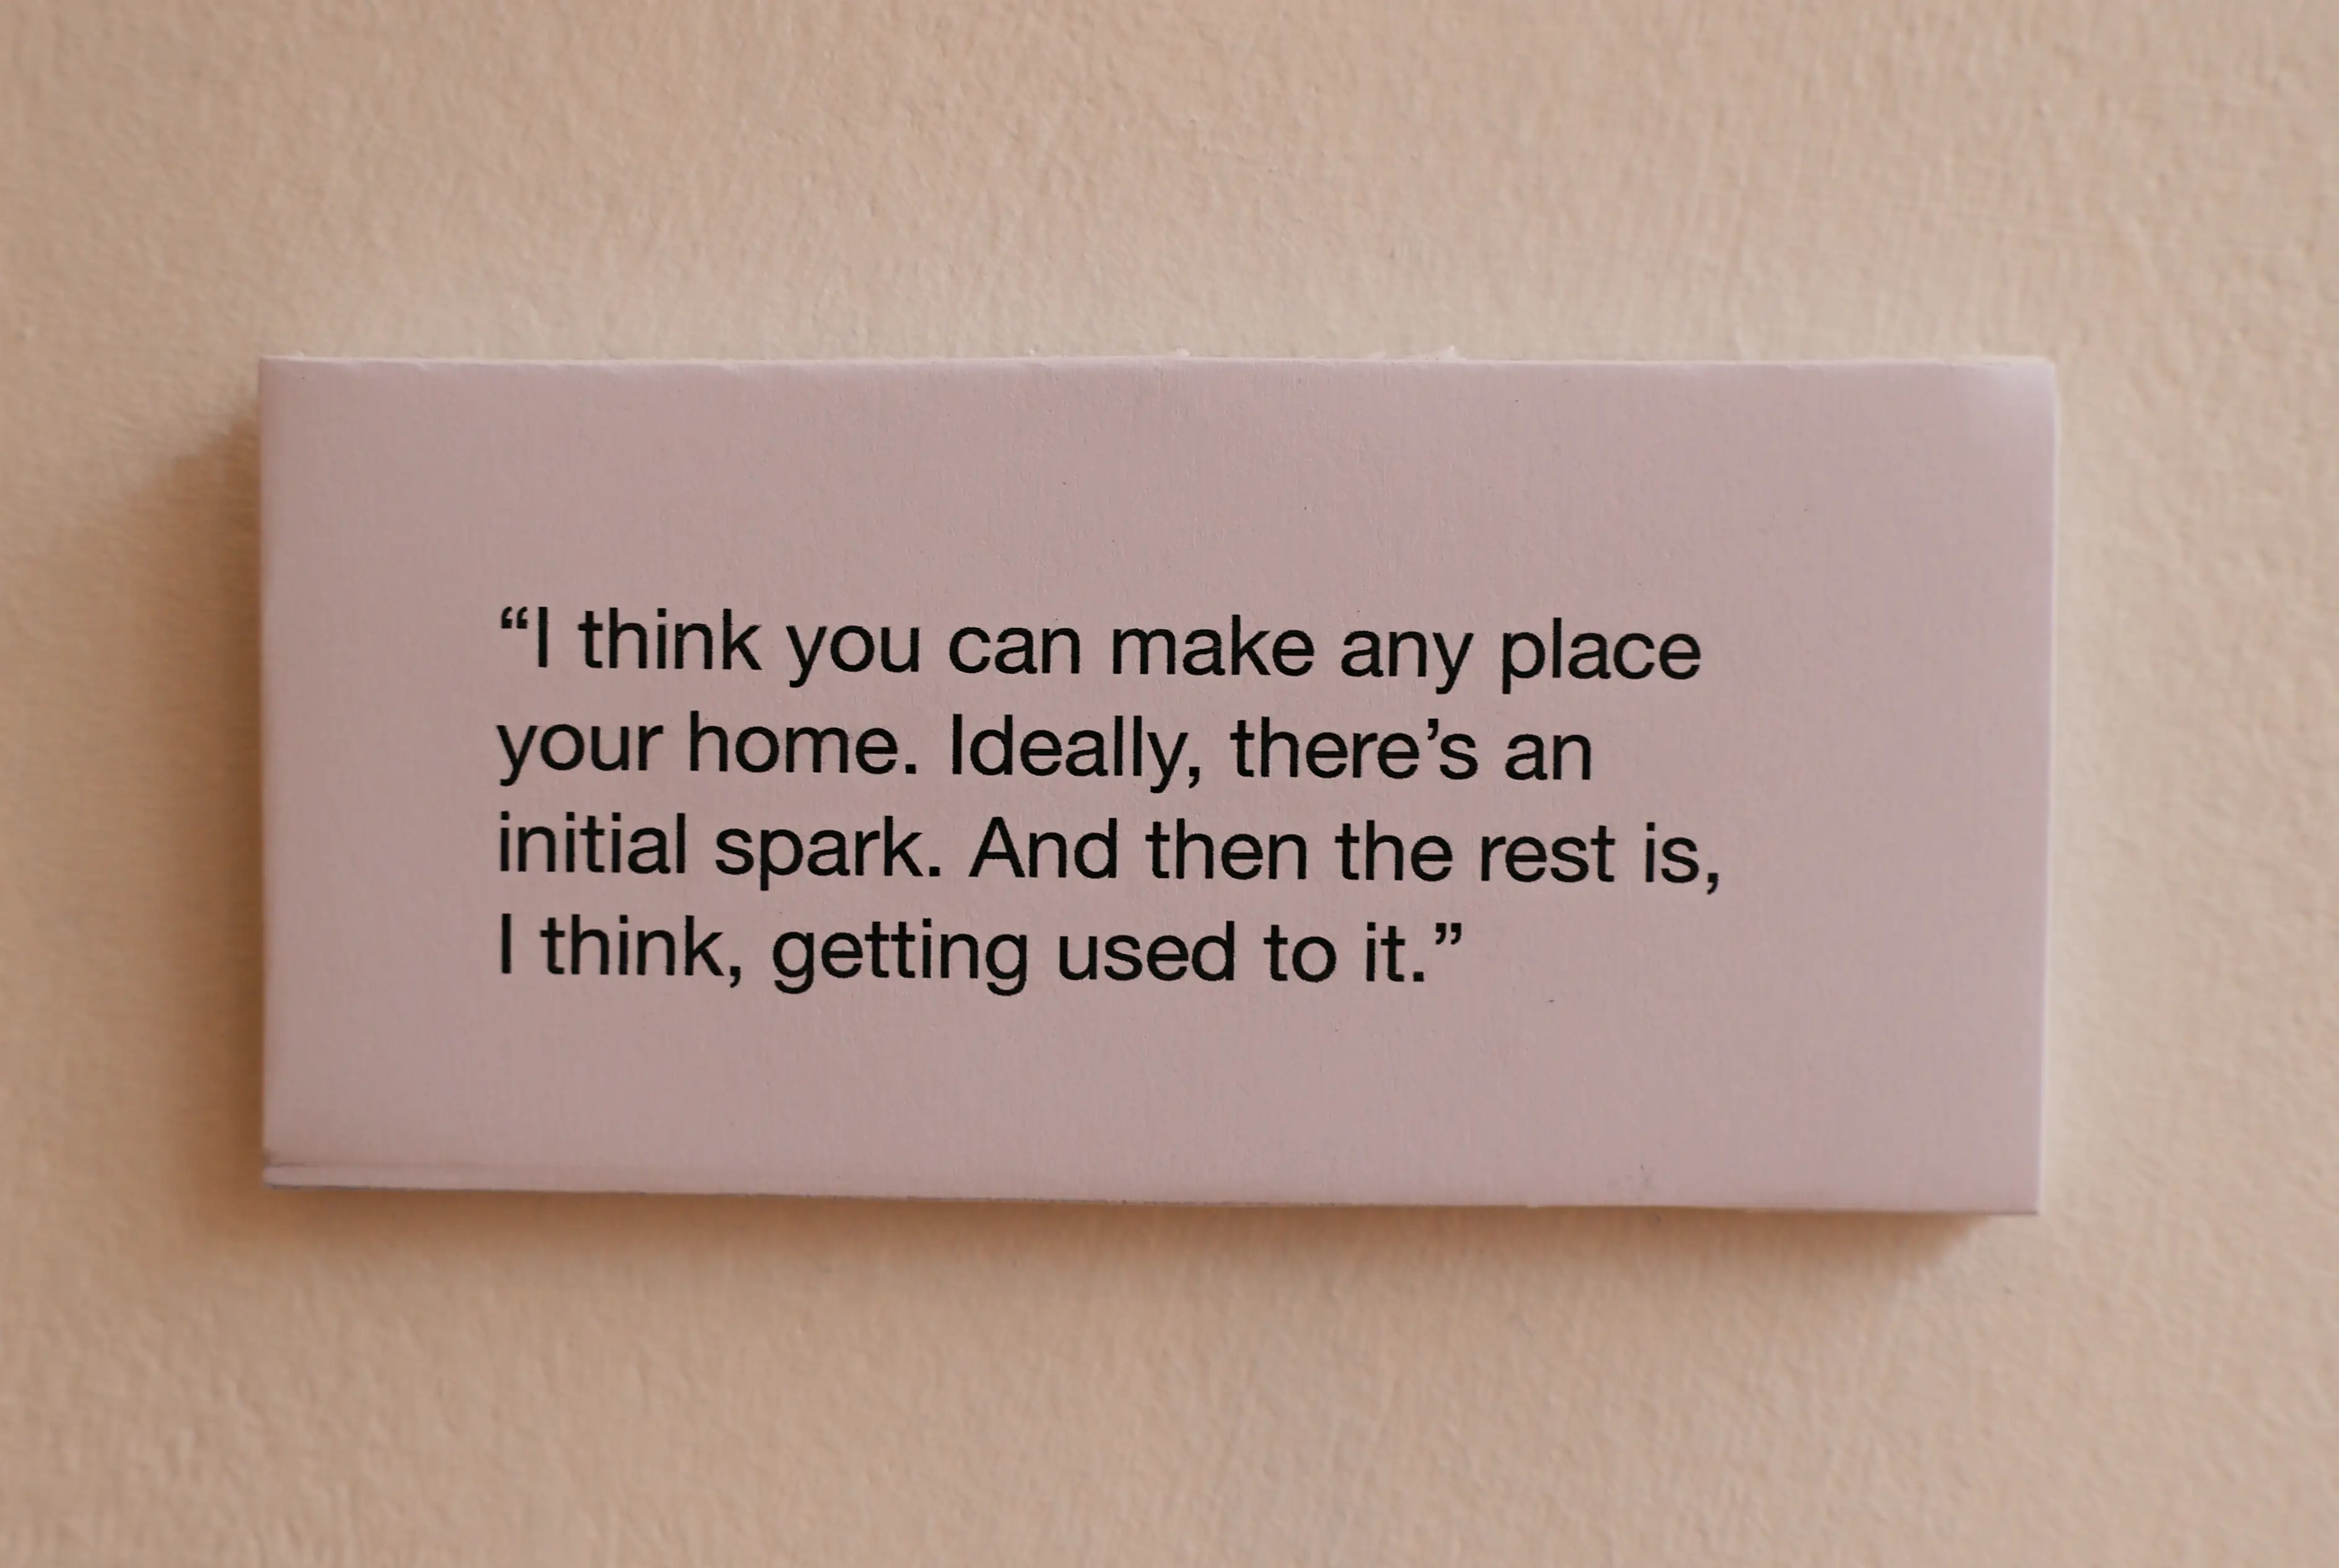 “I think you can make any place
your home. Ideally, there’s an
initial spark. And then the rest is,
I think, getting used to it.”